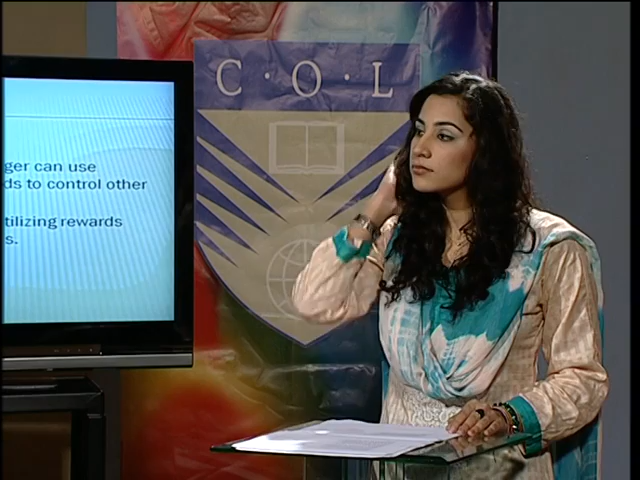 C·O·L
ger can use
ds to control other
tilizing rewards
s.